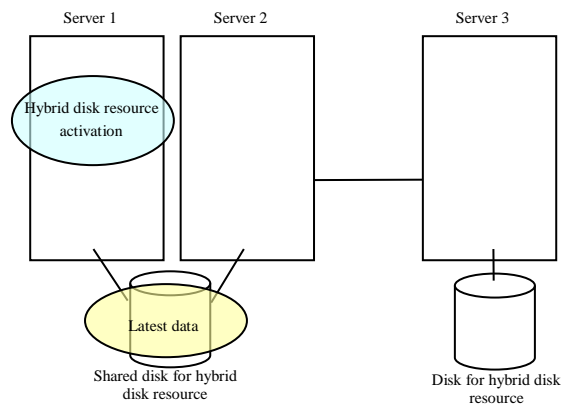 Server 1
Server 2
Server 3
Hybrid disk resource
activation
Latest data
Shared disk for hybrid
disk resource
Disk for hybrid disk
resource